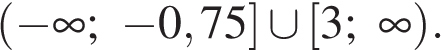 (−∞; −0,75] ∪ [3; ∞).